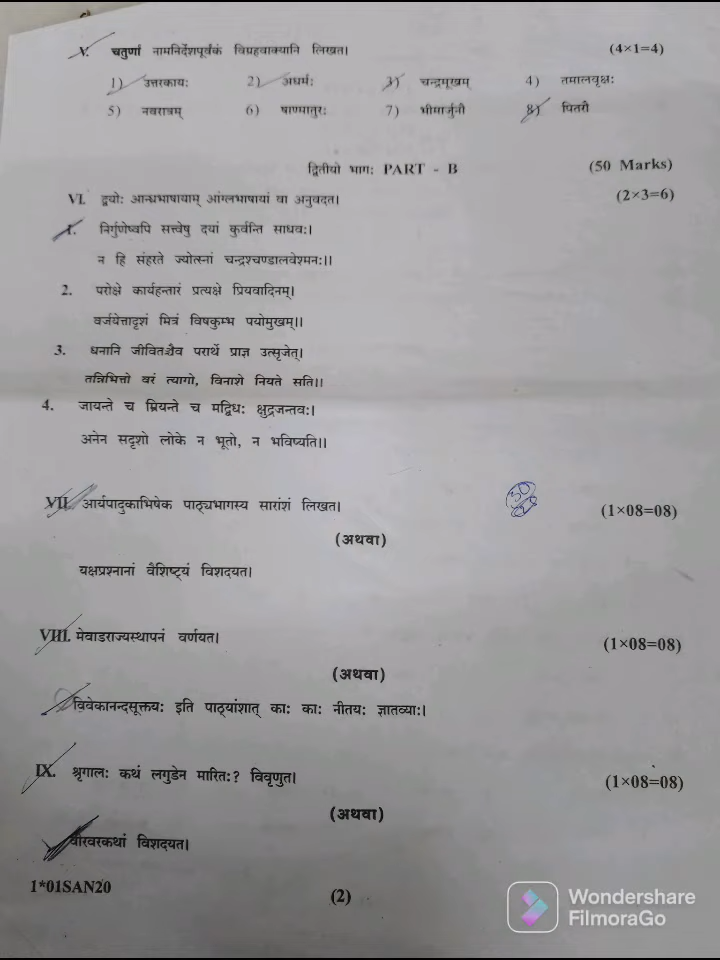 V. चतुर्णां नामनिर्देशपूर्वकं विग्रहवाक्यानि लिखत। (4×1=4)
1) उत्तरकायः 2) अधर्मः 3) चन्द्रमूखम् 4) तमालवृक्षः
5) नवरात्रम् 6) षाण्मातुरः 7) भीमार्जुनी 8) पितरी
द्वितीयो भागः PART - B (50 Marks)
VI. द्वयोः आन्ध्रभाषायाम् आंग्लभाषायां वा अनुवदत। (2×3=6)
1. निर्गुणेष्वपि सत्त्वेषु दयां कुर्वन्ति साधवः।
न हि संहरते ज्योत्स्नां चन्द्रश्चण्डालवेश्मनः।।
2. परोक्षे कार्यहन्तारं प्रत्यक्षे प्रियवादिनम्।
वर्जयेत्तादृशं मित्रं विषकुम्भ पयोमुखम्।।
3. धनानि जीवितञ्चैव परार्थे प्राज्ञ उत्सृजेत्।
तन्निभित्तो वरं त्यागो, विनाशे नियते सति।।
4. जायन्ते च म्रियन्ते च मद्विधः क्षुद्रजन्तवः।
अनेन सदृशो लोके न भूतो, न भविष्यति।।
VII. आर्यपादुकाभिषेक पाठ्यभागस्य सारांशं लिखत। (1×08=08)
(अथवा)
यक्षप्रश्नानां वैशिष्ट्यं विशदयत।
VIII. मेवाडराज्यस्थापनं वर्णयत। (1×08=08)
(अथवा)
विवेकानन्दसूक्तयः इति पाठ्यांशात् काः काः नीतयः ज्ञातव्याः।
IX. श्रृगालः कथं लगुडेन मारितः? विवृणुत। (1×08=08)
(अथवा)
वीरवरकथां विशदयत।
1*01SAN20
(2)
Wondershare
FilmoraGo